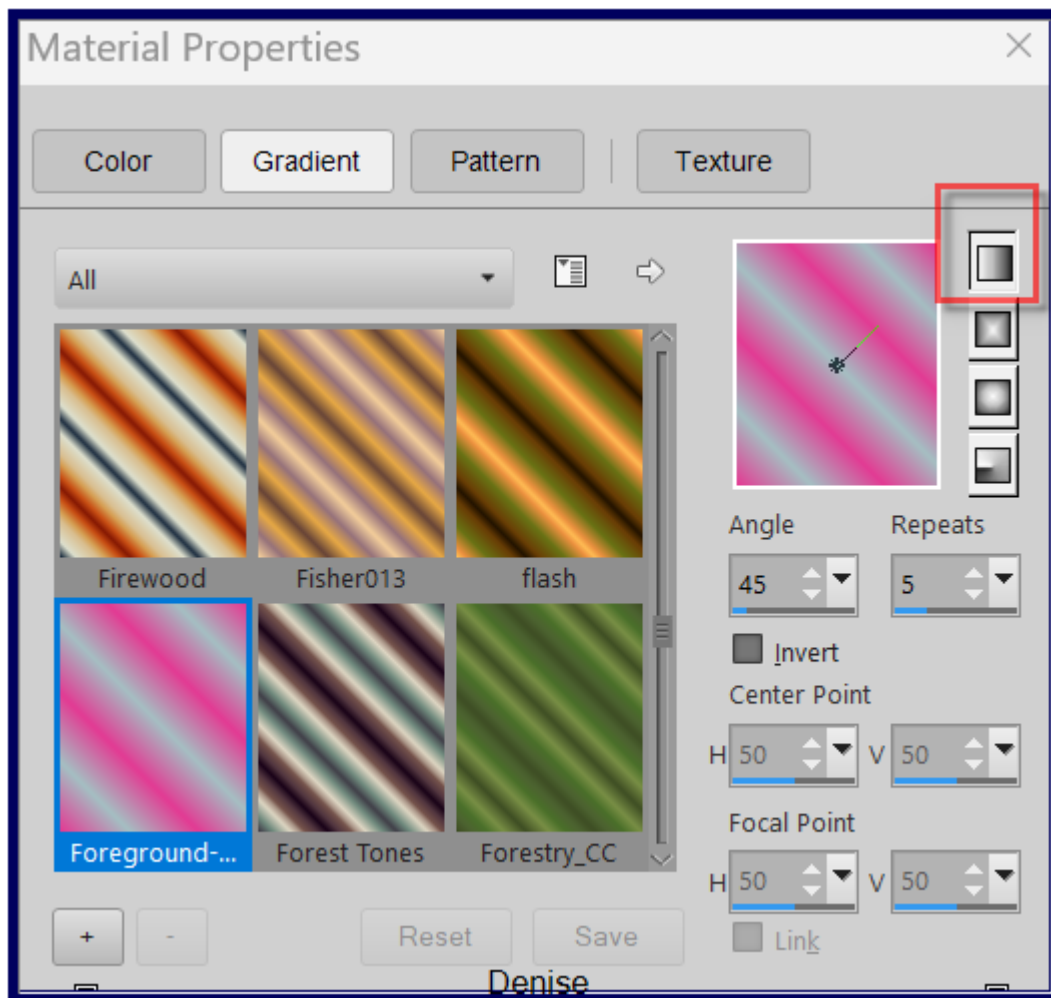 Material Properties
Color Gradient Pattern Texture
All
Firewood Fisher013 flash
Foreground-... Forest Tones Forestry_CC
Angle Repeats
45 5
Invert
Center Point
H 50 V 50
Focal Point
H 50 V 50
Link
+ - Reset Save
Denise